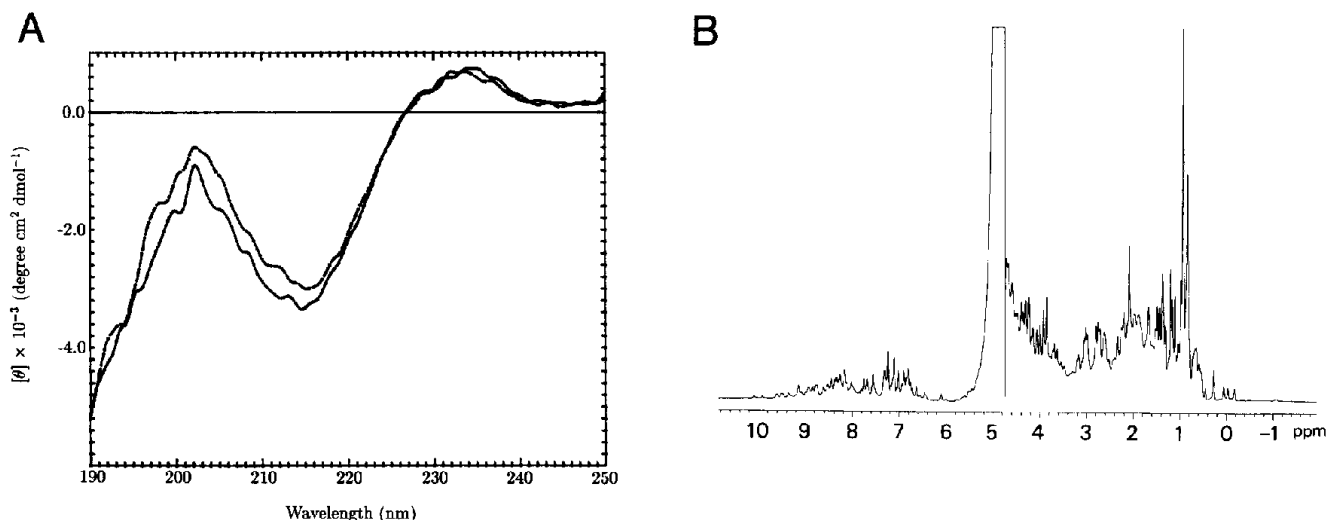 A
0.0
-2.0
-4.0
[θ] × 10⁻³ (degree cm² dmol⁻¹)
190 200 210 220 230 240 250
Wavelength (nm)
B
10 9 8 7 6 5 4 3 2 1 0 -1 ppm